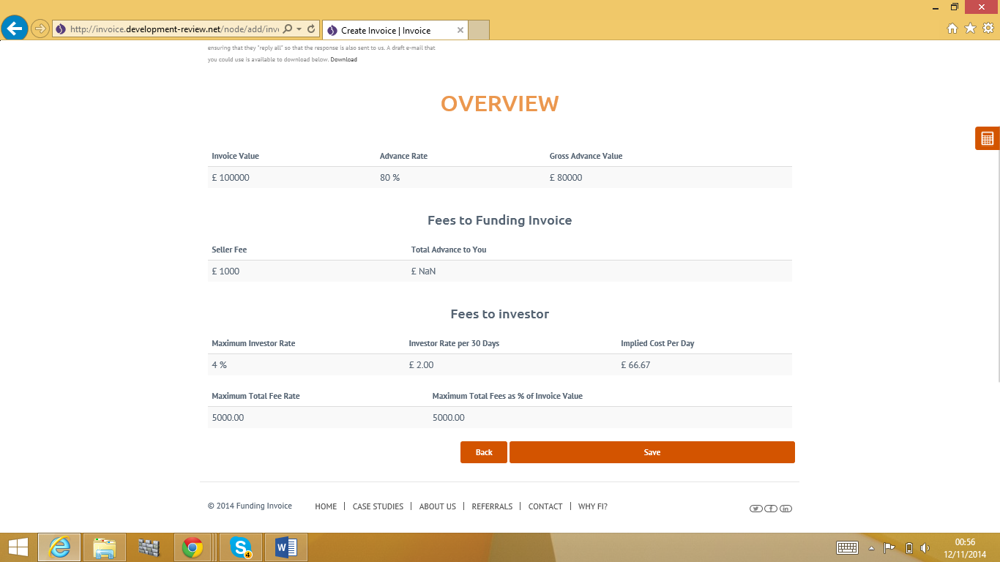 http://invoice.development-review.net/node/add/inv
Create Invoice | Invoice
ensuring that they "reply all" so that the response is also sent to us. A draft e-mail that
you could use is available to download below. Download
OVERVIEW
Invoice Value Advance Rate Gross Advance Value
£ 100000 80 % £ 80000
Fees to Funding Invoice
Seller Fee Total Advance to You
£ 1000 £ NaN
Fees to investor
Maximum Investor Rate Investor Rate per 30 Days Implied Cost Per Day
4 % £ 2.00 £ 66.67
Maximum Total Fee Rate Maximum Total Fees as % of Invoice Value
5000.00 5000.00
Back Save
© 2014 Funding Invoice HOME | CASE STUDIES | ABOUT US | REFERRALS | CONTACT | WHY FI?
4
00:56
12/11/2014